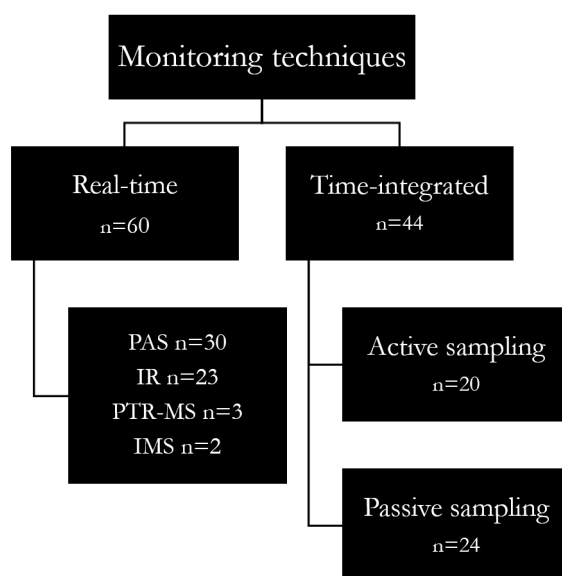 Monitoring techniques
Real-time
n=60
Time-integrated
n=44
PAS n=30
IR n=23
PTR-MS n=3
IMS n=2
Active sampling
n=20
Passive sampling
n=24